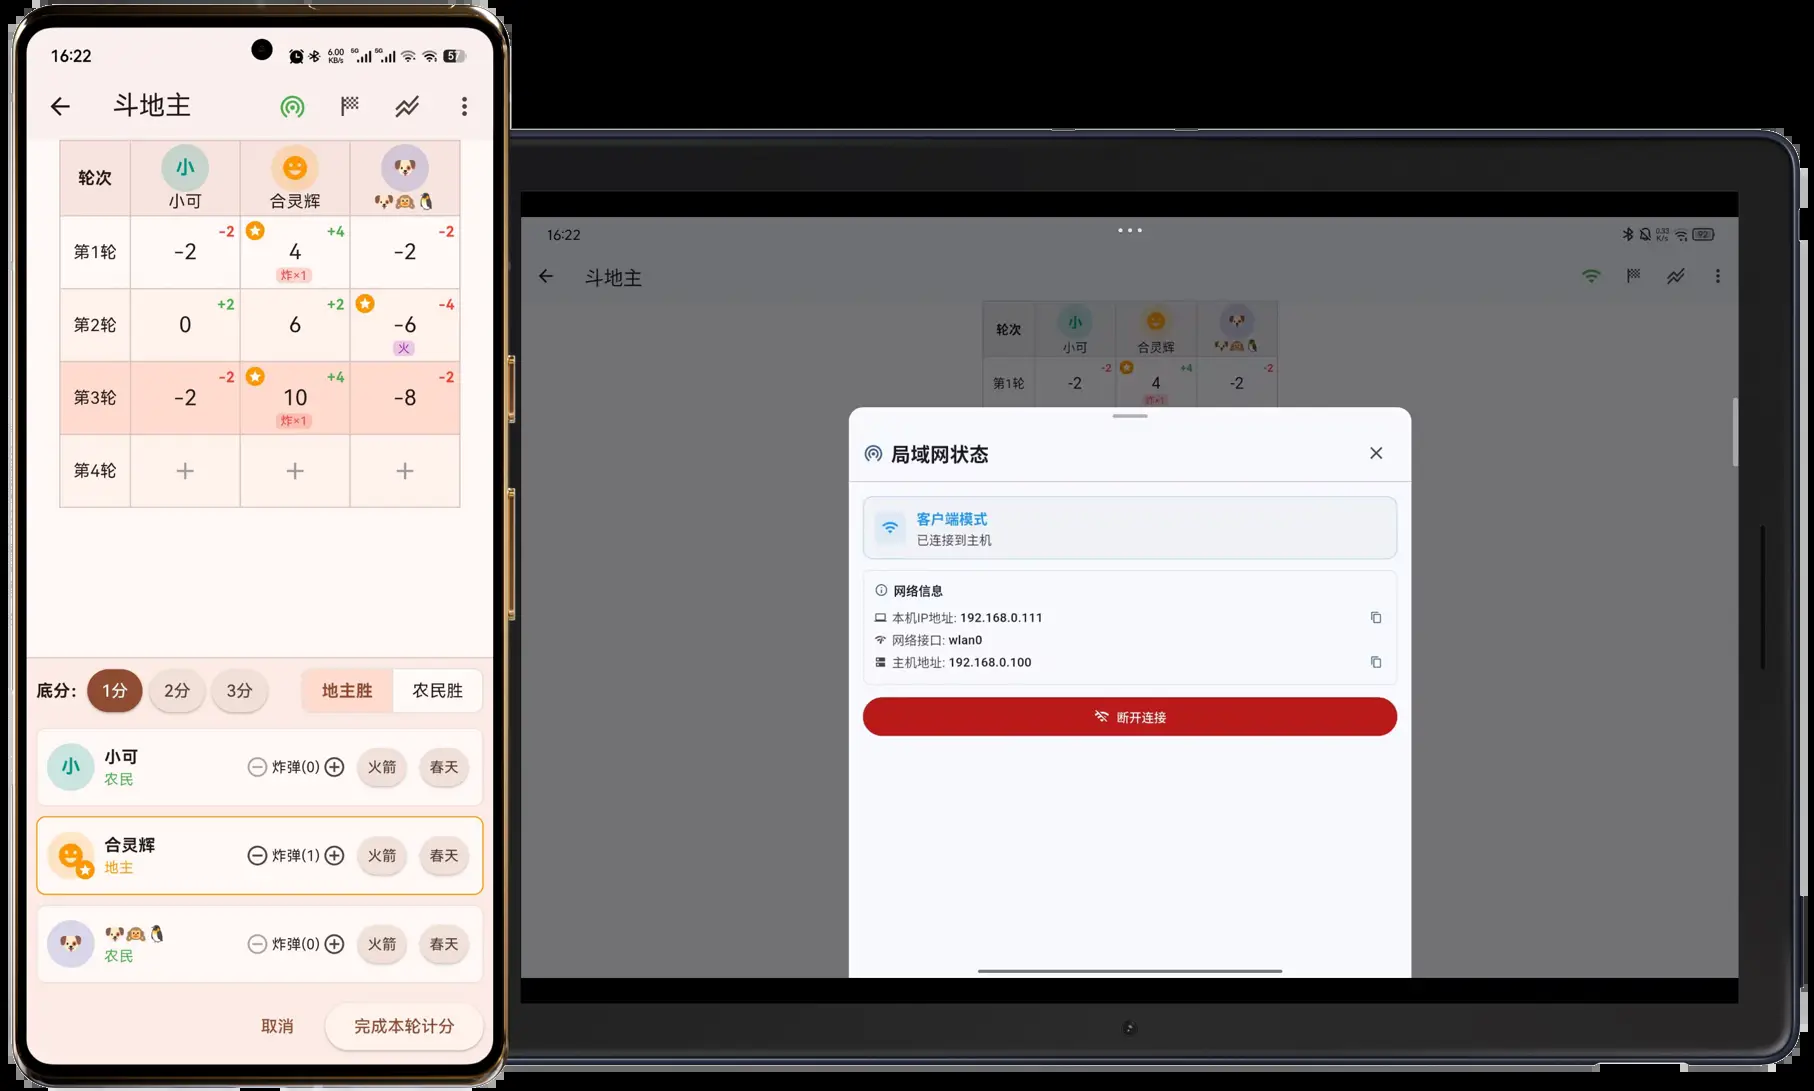 16:22
6.00 KB/s 5G 5G 57
斗地主
轮次 小 小可 合灵辉
第1轮 -2 -2 4 +4 炸×1 -2 -2
第2轮 0 +2 6 +2 -6 -4 火
第3轮 -2 -2 10 +4 炸×1 -8 -2
第4轮 + + +
底分: 1分 2分 3分 地主胜 农民胜
小 小可
农民
炸弹(0) 火箭 春天
合灵辉
地主
炸弹(1) 火箭 春天
农民
炸弹(0) 火箭 春天
取消 完成本轮计分
16:22
0.33 K/s 92
斗地主
轮次 小 小可 合灵辉
第1轮 -2 -2 4 +4 炸×1 -2 -2
局域网状态
客户端模式
已连接到主机
网络信息
本机IP地址: 192.168.0.111
网络接口: wlan0
主机地址: 192.168.0.100
断开连接